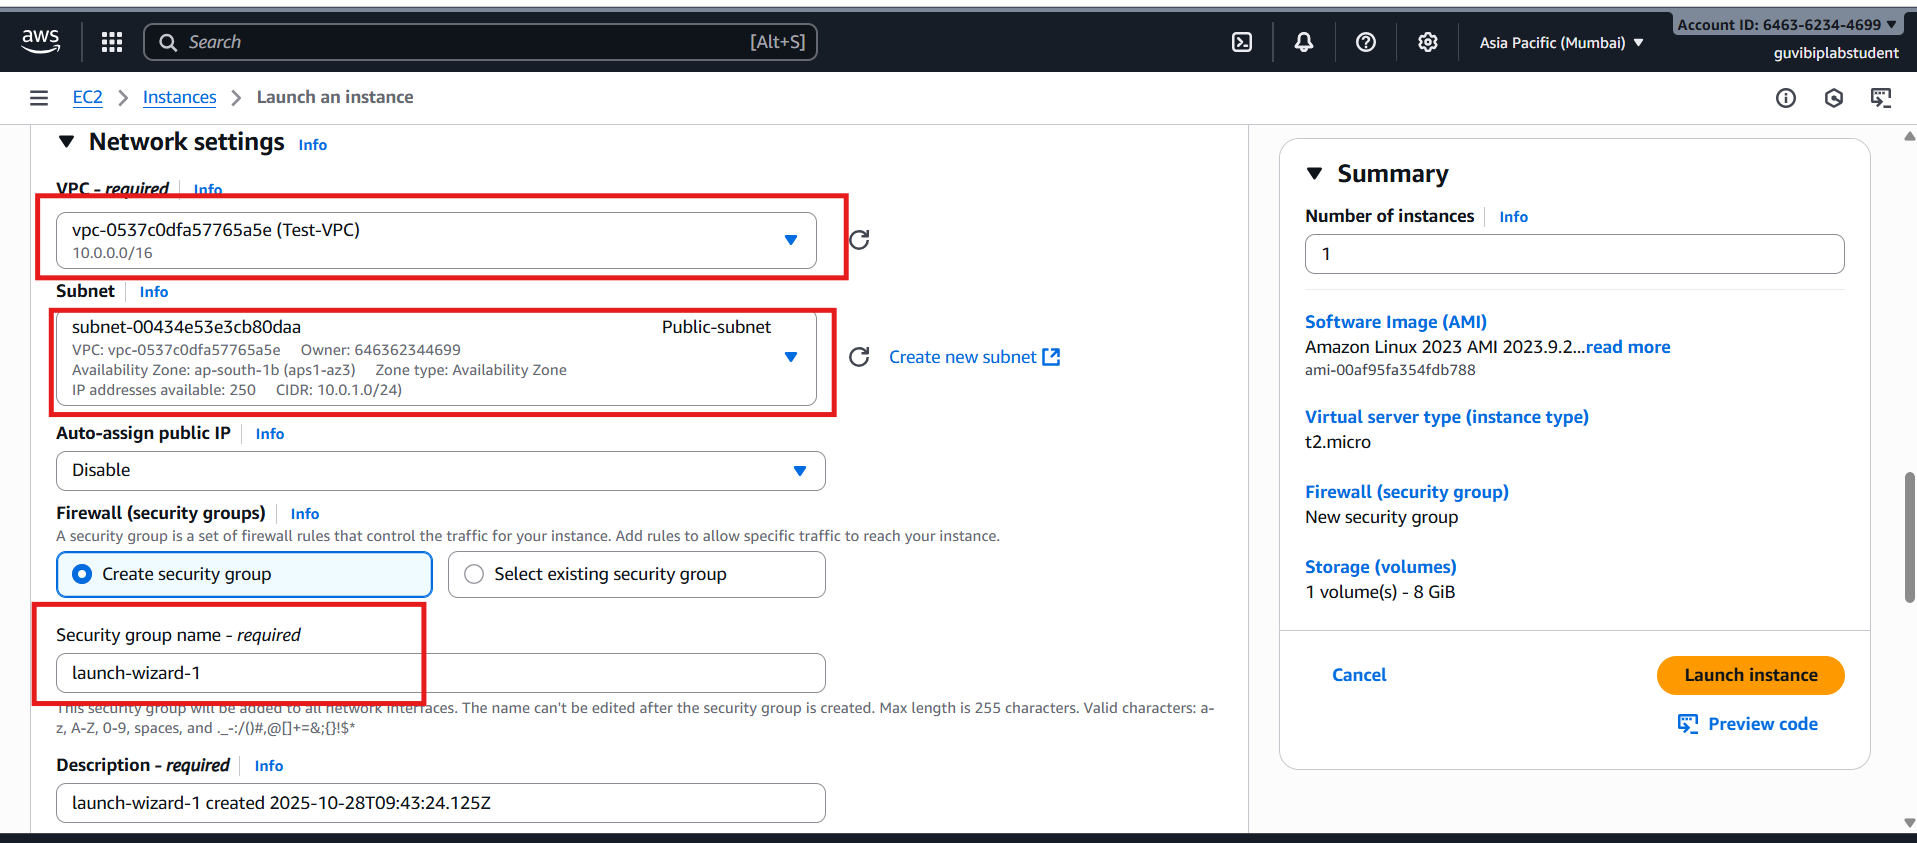 aws
Search [Alt+S]
Asia Pacific (Mumbai)
Account ID: 6463-6234-4699
guvibiplabstudent
EC2 Instances Launch an instance
Network settings Info
VPC - required Info
vpc-0537c0dfa57765a5e (Test-VPC)
10.0.0.0/16
Subnet Info
subnet-00434e53e3cb80daa Public-subnet
VPC: vpc-0537c0dfa57765a5e Owner: 646362344699
Availability Zone: ap-south-1b (aps1-az3) Zone type: Availability Zone
IP addresses available: 250 CIDR: 10.0.1.0/24)
Create new subnet
Auto-assign public IP Info
Disable
Firewall (security groups) Info
A security group is a set of firewall rules that control the traffic for your instance. Add rules to allow specific traffic to reach your instance.
Create security group
Select existing security group
Security group name - required
launch-wizard-1
This security group will be added to all network interfaces. The name can't be edited after the security group is created. Max length is 255 characters. Valid characters: a-
z, A-Z, 0-9, spaces, and ._-:/()#,@[]+=&;{}!$*
Description - required Info
launch-wizard-1 created 2025-10-28T09:43:24.125Z
Summary
Number of instances Info
1
Software Image (AMI)
Amazon Linux 2023 AMI 2023.9.2...read more
ami-00af95fa354fdb788
Virtual server type (instance type)
t2.micro
Firewall (security group)
New security group
Storage (volumes)
1 volume(s) - 8 GiB
Cancel
Launch instance
Preview code